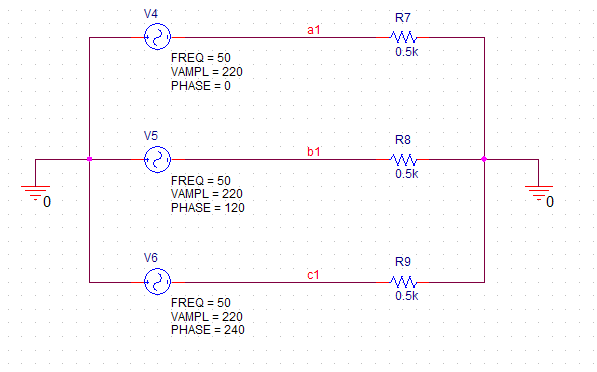 V4
a1
R7
0.5k
FREQ = 50
VAMPL = 220
PHASE = 0
V5
b1
R8
0.5k
FREQ = 50
VAMPL = 220
PHASE = 120
0
0
V6
c1
R9
0.5k
FREQ = 50
VAMPL = 220
PHASE = 240